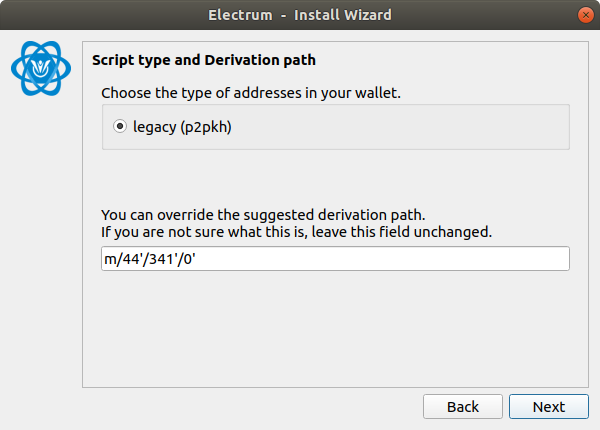 Electrum - Install Wizard
Script type and Derivation path
Choose the type of addresses in your wallet.
legacy (p2pkh)
You can override the suggested derivation path.
If you are not sure what this is, leave this field unchanged.
m/44'/341'/0'
Back Next